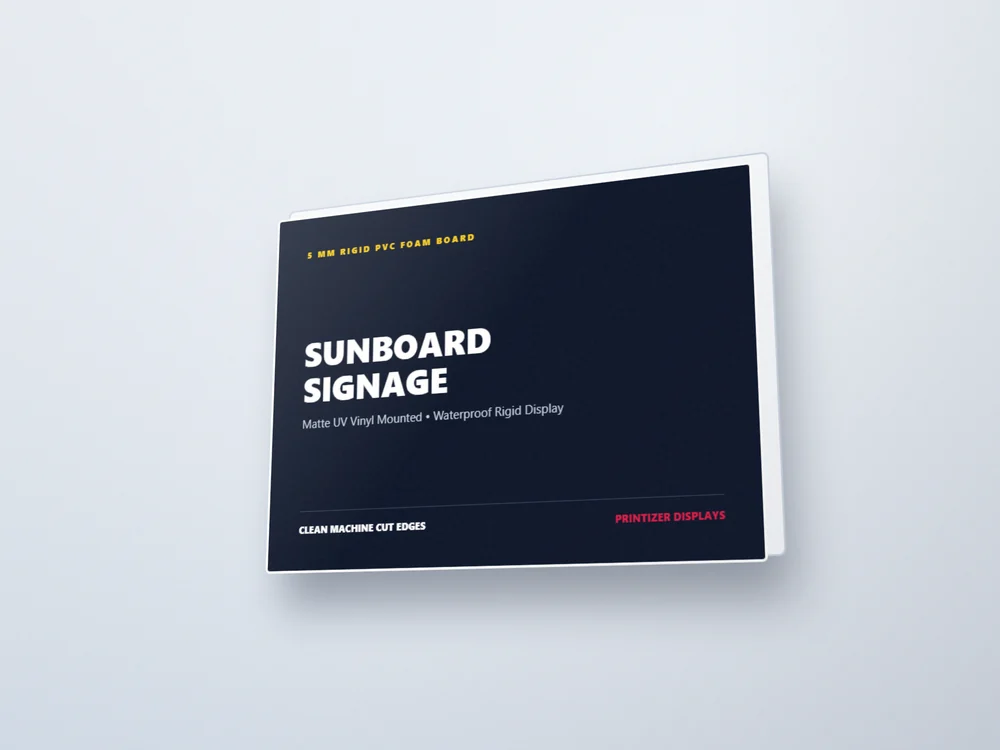 5 MM RIGID PVC FOAM BOARD
SUNBOARD
SIGNAGE
Matte UV Vinyl Mounted • Waterproof Rigid Display
CLEAN MACHINE CUT EDGES
PRINTIZER DISPLAYS